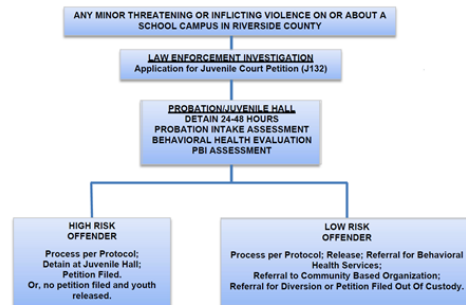 ANY MINOR THREATENING OR INFLICTING VIOLENCE ON OR ABOUT A
SCHOOL CAMPUS IN RIVERSIDE COUNTY
LAW ENFORCEMENT INVESTIGATION
Application for Juvenile Court Petition (J132)
PROBATION/JUVENILE HALL
DETAIN 24-48 HOURS
PROBATION INTAKE ASSESSMENT
BEHAVIORAL HEALTH EVALUATION
PBI ASSESSMENT
HIGH RISK
OFFENDER
Process per Protocol;
Detain at Juvenile Hall;
Petition Filed.
Or, no petition filed and youth
released.
LOW RISK
OFFENDER
Process per Protocol; Release; Referral for Behavioral
Health Services;
Referral to Community Based Organization;
Referral for Diversion or Petition Filed Out Of Custody.